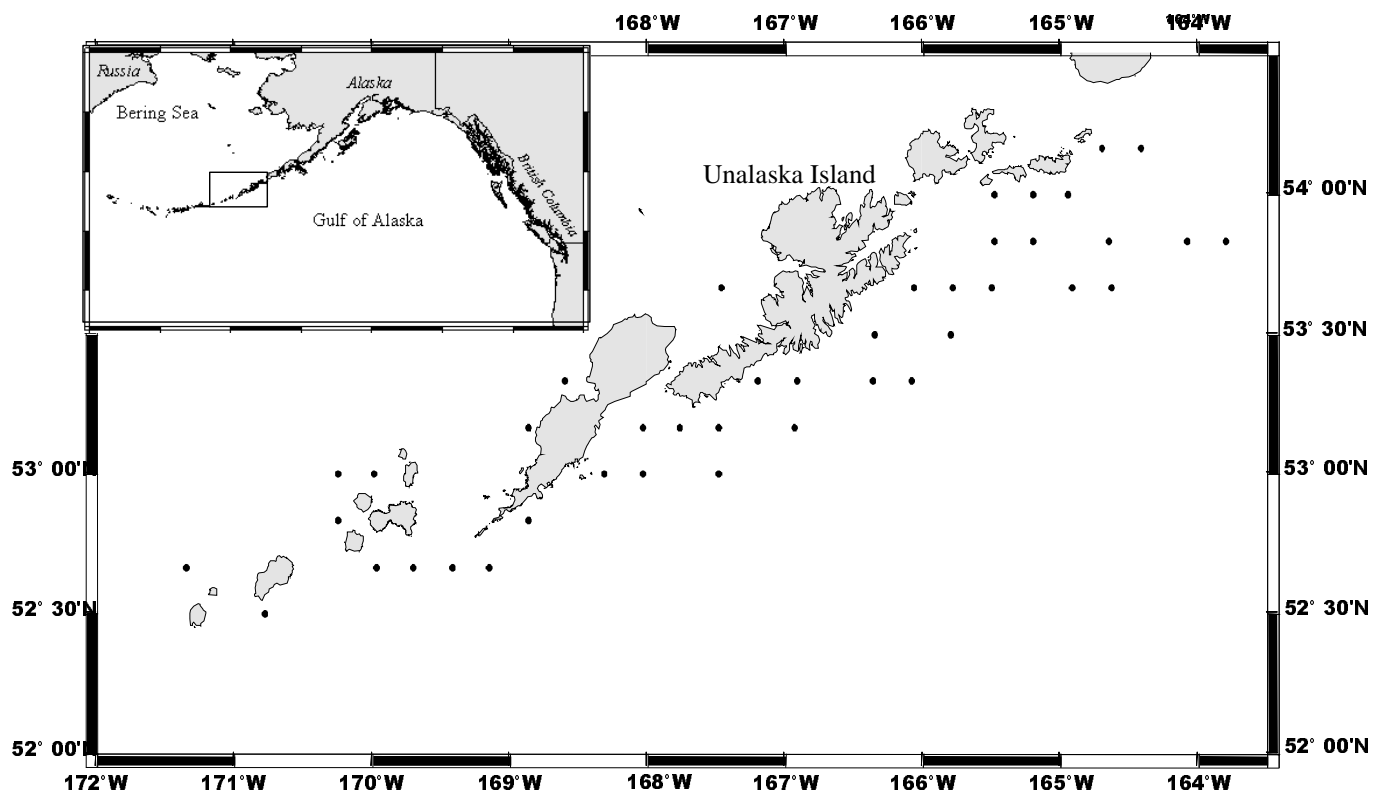 168°W 167°W 166°W 165°W 164°W
Russia
Alaska
Bering Sea
British Columbia
Gulf of Alaska
Unalaska Island
54° 00'N
53° 30'N
53° 00'N 53° 00'N
52° 30'N 52° 30'N
52° 00'N 52° 00'N
172°W 171°W 170°W 169°W 168°W 167°W 166°W 165°W 164°W